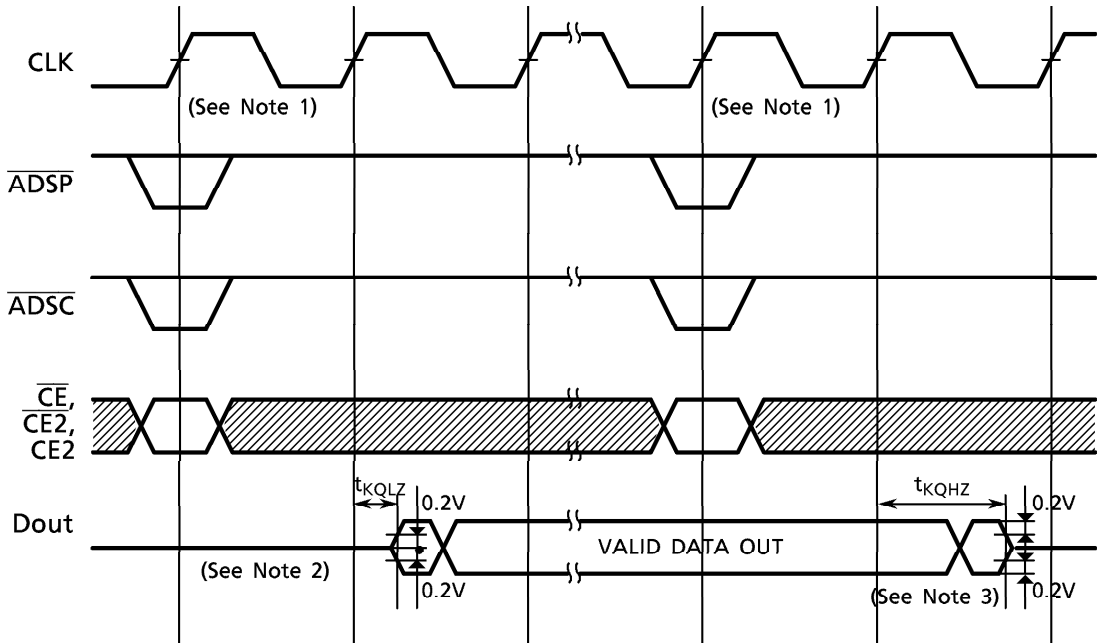 CLK
(See Note 1)
(See Note 1)
ADSP
ADSC
CE,
CE2,
CE2
tKQLZ
0.2V
tKQHZ
0.2V
Dout
VALID DATA OUT
(See Note 2)
0.2V
(See Note 3)
0.2V